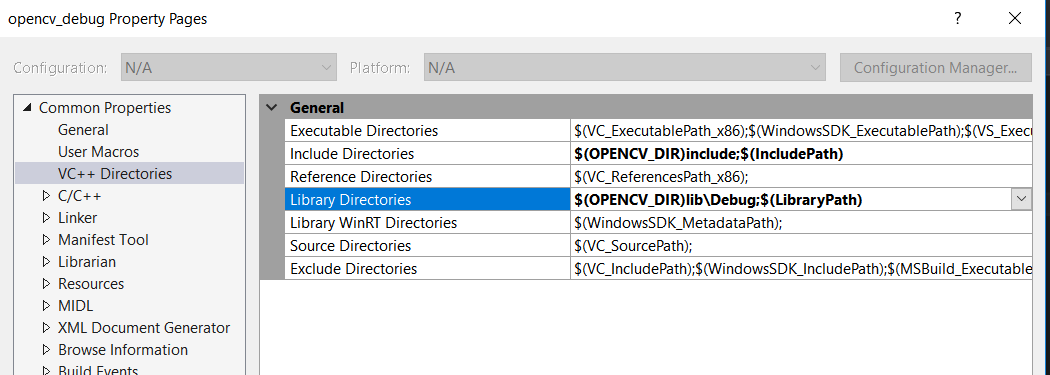 opencv_debug Property Pages
?
Configuration: N/A Platform: N/A Configuration Manager...
Common Properties
General
User Macros
VC++ Directories
C/C++
Linker
Manifest Tool
Librarian
Resources
MIDL
XML Document Generator
Browse Information
Build Events
General
Executable Directories $(VC_ExecutablePath_x86);$(WindowsSDK_ExecutablePath);$(VS_Execu
Include Directories $(OPENCV_DIR)include;$(IncludePath)
Reference Directories $(VC_ReferencesPath_x86);
Library Directories $(OPENCV_DIR)lib\Debug;$(LibraryPath)
Library WinRT Directories $(WindowsSDK_MetadataPath);
Source Directories $(VC_SourcePath);
Exclude Directories $(VC_IncludePath);$(WindowsSDK_IncludePath);$(MSBuild_Executable